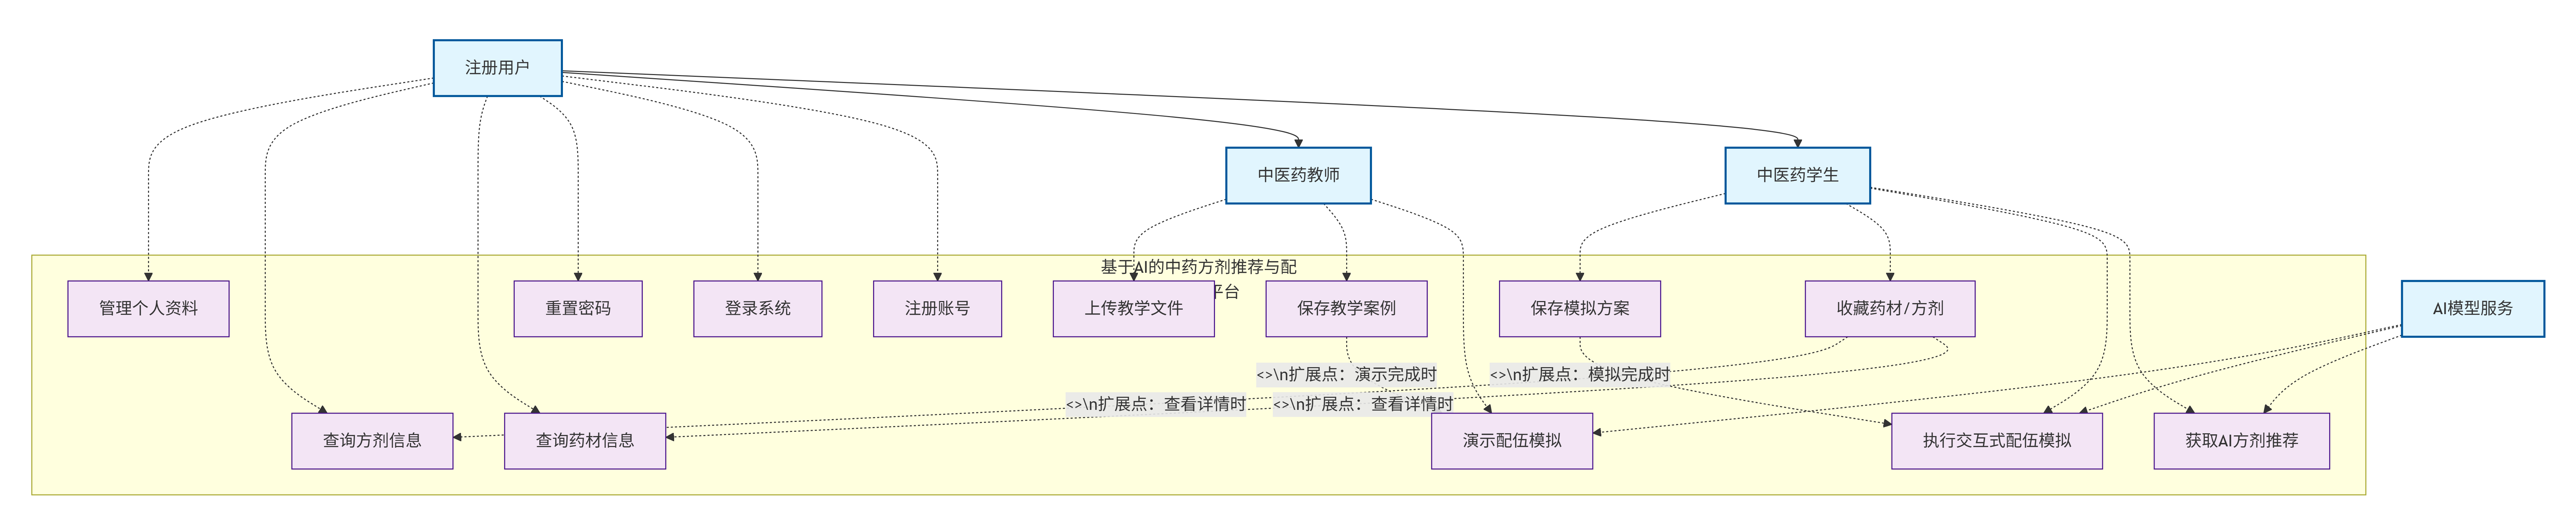 注册用户
中医药教师
中医药学生
基于AI的中药方剂推荐与配
平台
管理个人资料
重置密码
登录系统
注册账号
上传教学文件
保存教学案例
保存模拟方案
收藏药材/方剂
AI模型服务
<>\n扩展点：演示完成时
<>\n扩展点：模拟完成时
<>\n扩展点：查看详情时
<>\n扩展点：查看详情时
查询方剂信息
查询药材信息
演示配伍模拟
执行交互式配伍模拟
获取AI方剂推荐